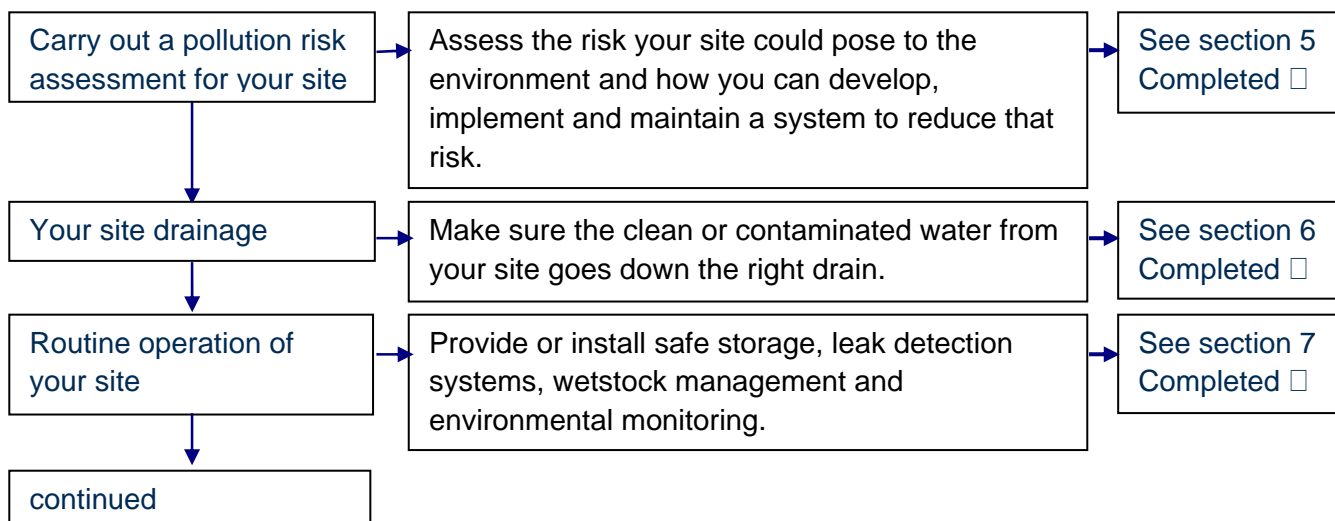 Carry out a pollution risk
assessment for your site
Assess the risk your site could pose to the
environment and how you can develop,
implement and maintain a system to reduce that
risk.
See section 5
Completed □
Your site drainage
Make sure the clean or contaminated water from
your site goes down the right drain.
See section 6
Completed □
Routine operation of
your site
Provide or install safe storage, leak detection
systems, wetstock management and
environmental monitoring.
See section 7
Completed □
continued